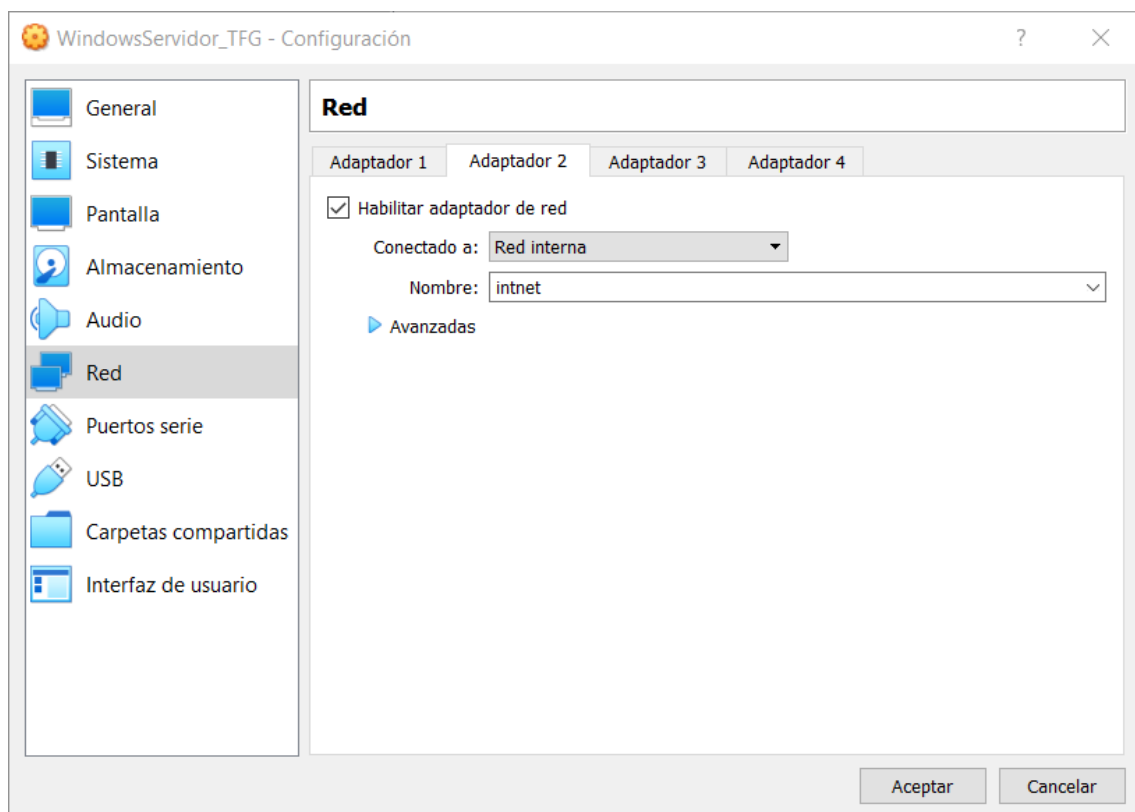 WindowsServidor_TFG - Configuración
?
General
Sistema
Pantalla
Almacenamiento
Audio
Red
Puertos serie
USB
Carpetas compartidas
Interfaz de usuario
Red
Adaptador 1 Adaptador 2 Adaptador 3 Adaptador 4
Habilitar adaptador de red
Conectado a: Red interna
Nombre: intnet
Avanzadas
Aceptar Cancelar